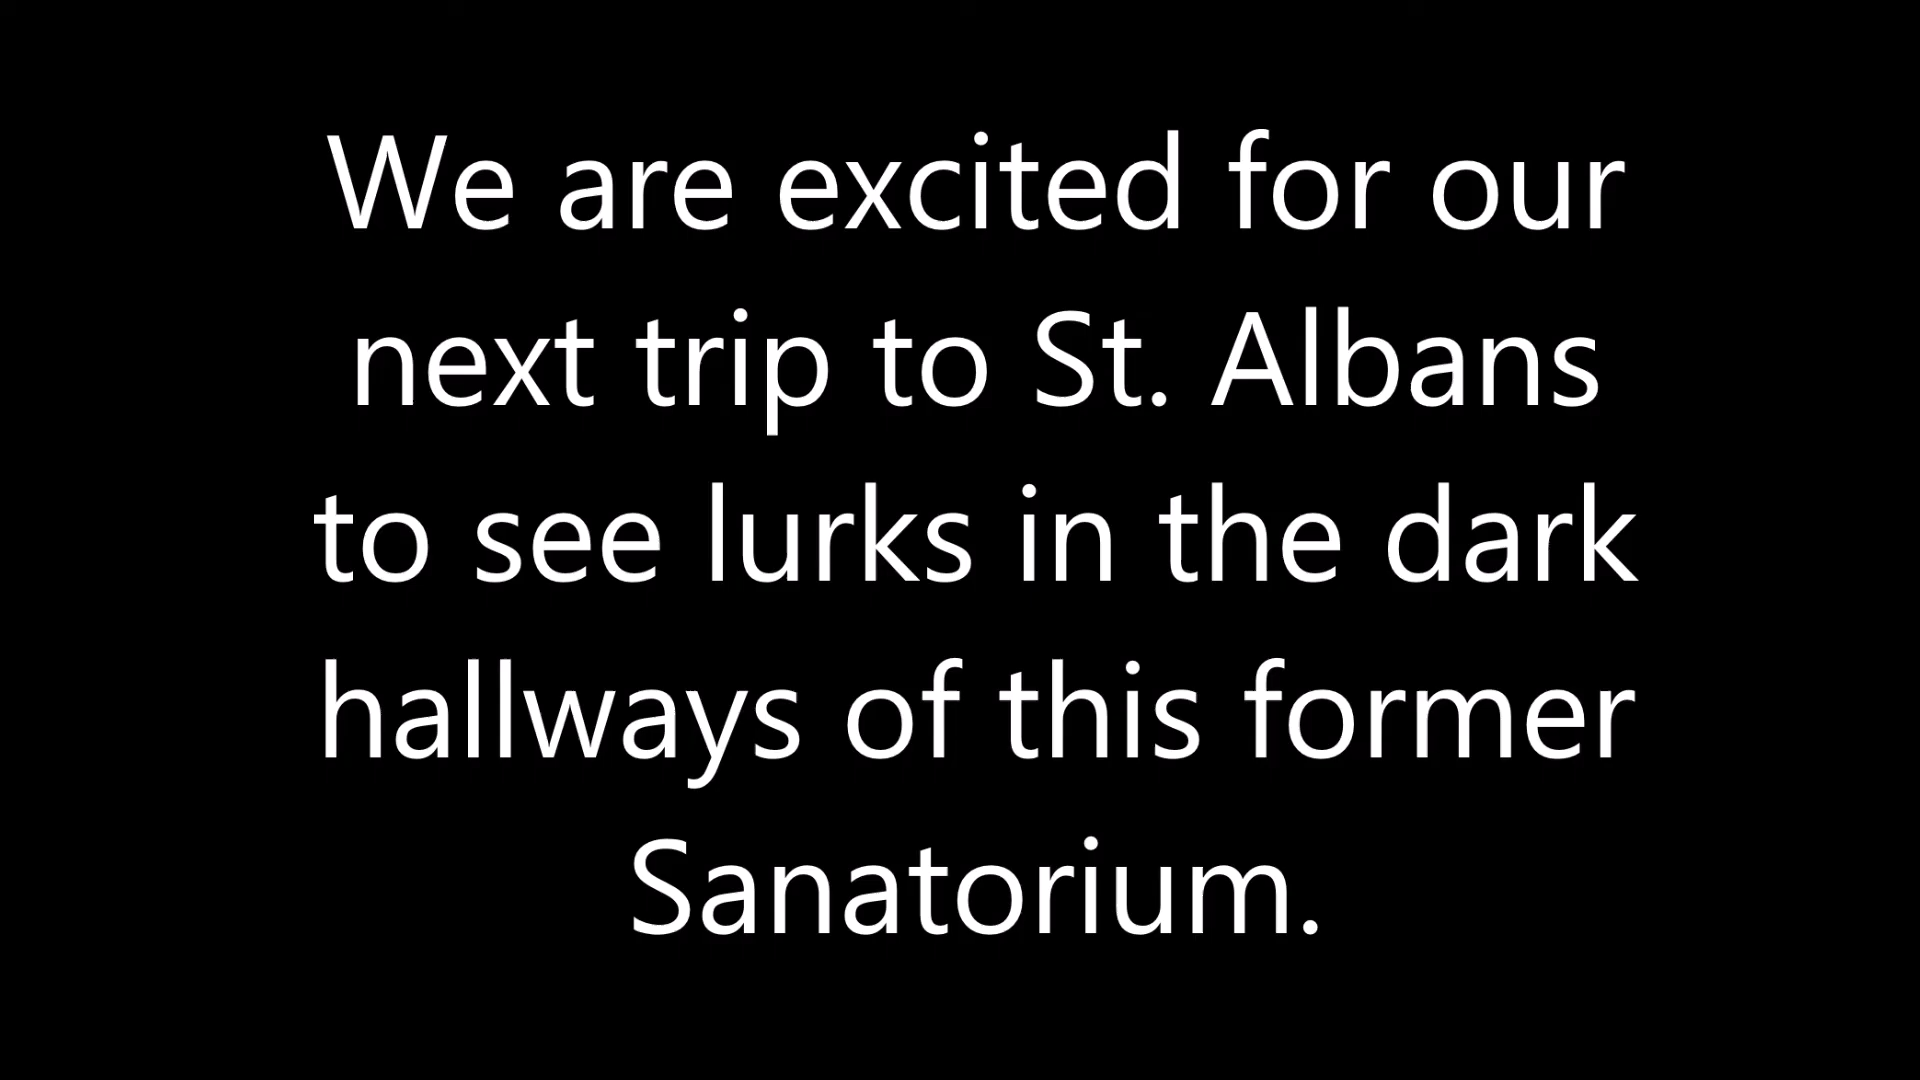 We are excited for our
next trip to St. Albans
to see lurks in the dark
hallways of this former
Sanatorium.